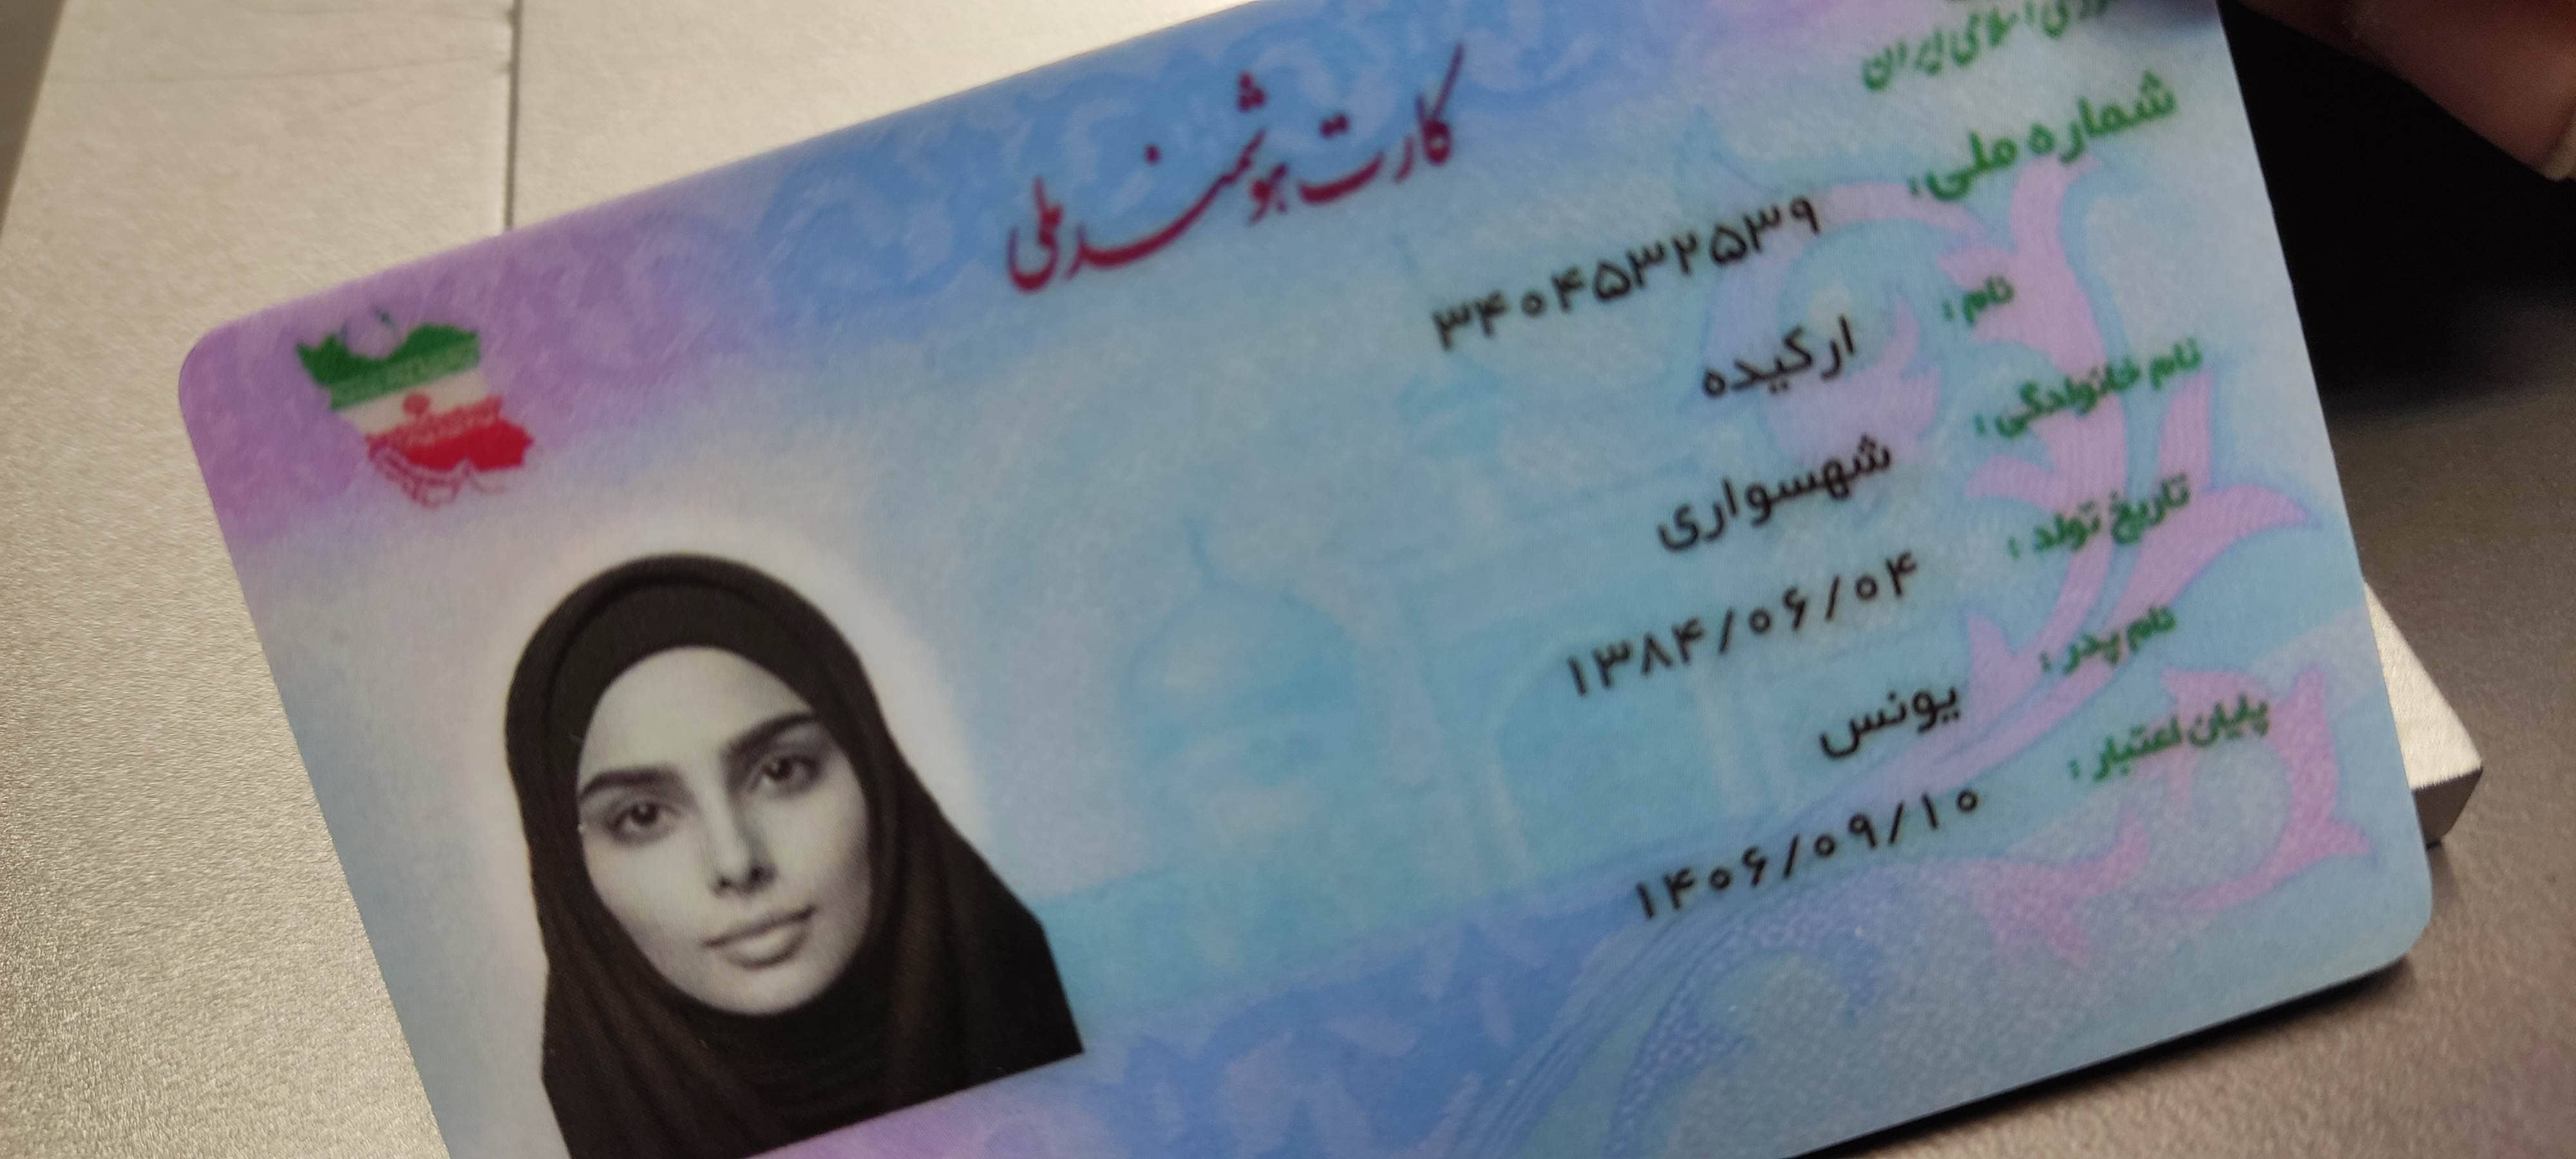 اسلامی ایران
کارت هوشمند ملی
شماره ملی:
۳۴۰۴۵۳۲۵۳۹
نام:
ارکیده
نام خانوادگی:
شهسواری
تاریخ تولد:
۱۳۸۴/۰۶/۰۴
نام پدر:
یونس
پایان اعتبار:
۱۴۰۶/۰۹/۱۰